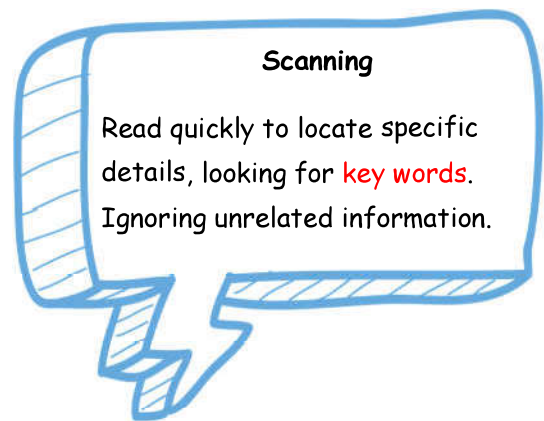 Scanning
Read quickly to locate specific
details, looking for key words.
Ignoring unrelated information.